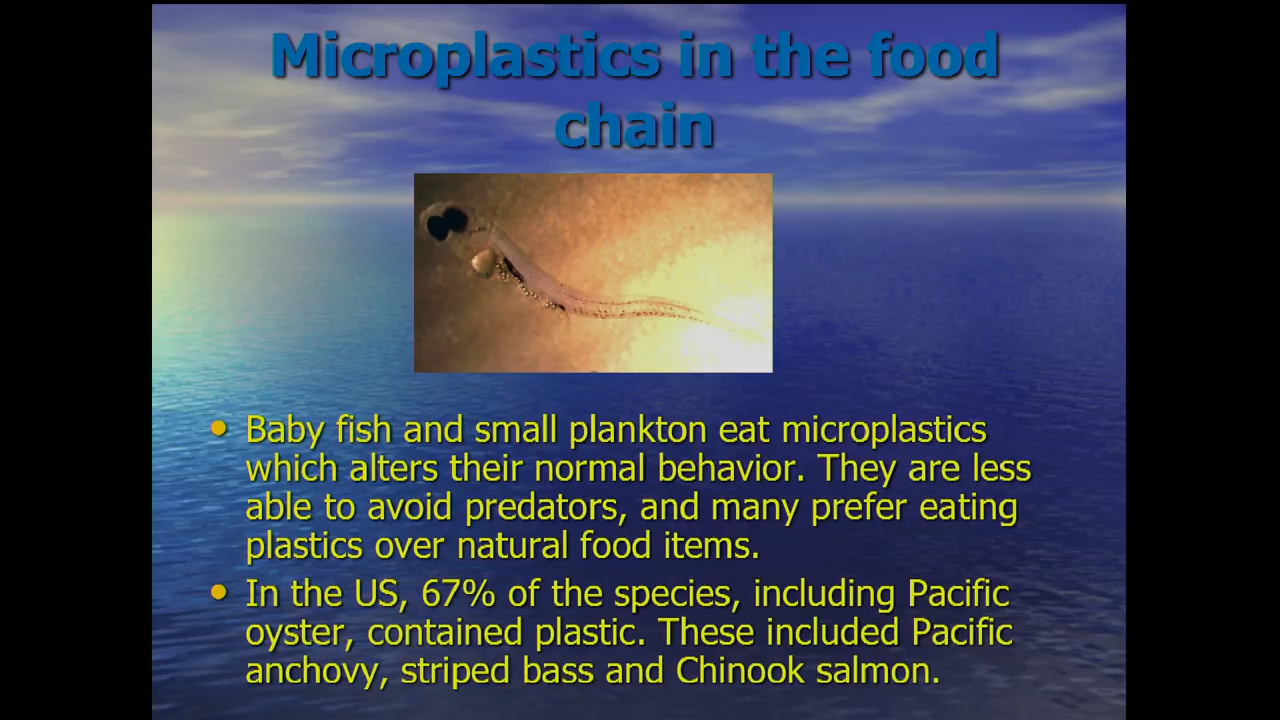 Microplastics in the food
chain
• Baby fish and small plankton eat microplastics
which alters their normal behavior. They are less
able to avoid predators, and many prefer eating
plastics over natural food items.
• In the US, 67% of the species, including Pacific
oyster, contained plastic. These included Pacific
anchovy, striped bass and Chinook salmon.